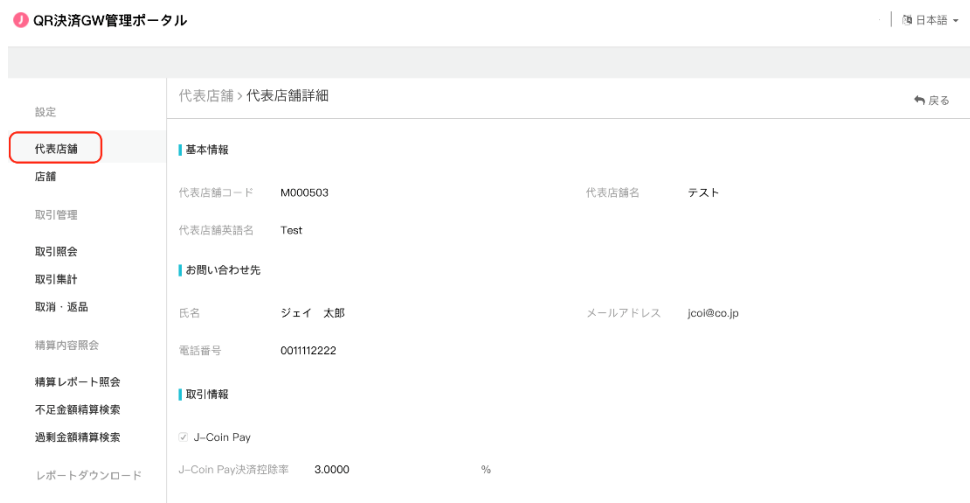 J QR決済GW管理ポータル
日本語
代表店舗 > 代表店舗詳細
戻る
設定
代表店舗
店舗
取引管理
取引照会
取引集計
取消・返品
精算内容照会
精算レポート照会
不足金額精算検索
過剰金額精算検索
レポートダウンロード
基本情報
代表店舗コード M000503 代表店舗名 テスト
代表店舗英語名 Test
お問い合わせ先
氏名 ジェイ 太郎 メールアドレス jcoi@co.jp
電話番号 0011112222
取引情報
J-Coin Pay
J-Coin Pay決済控除率 3.0000 %